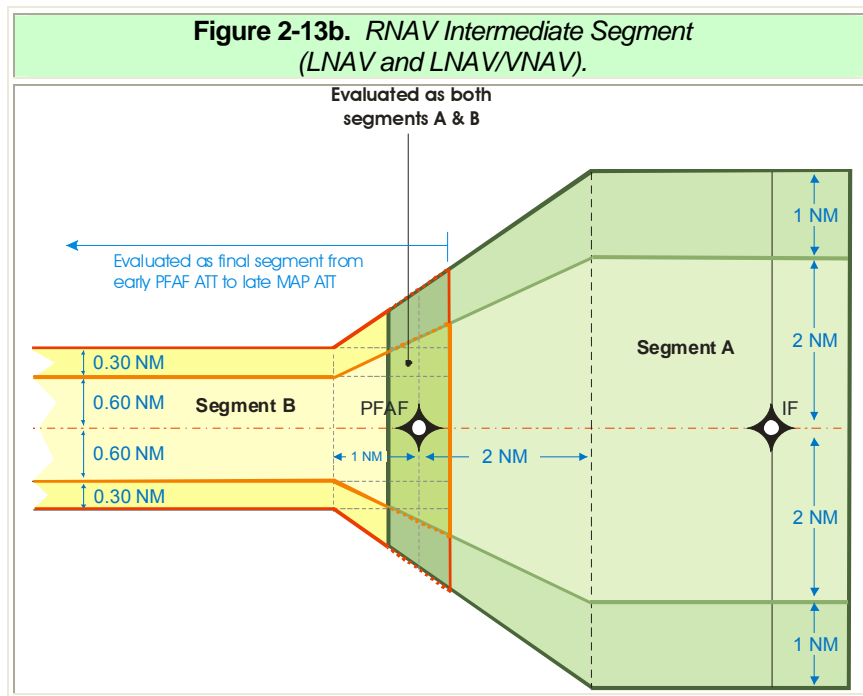 Figure 2-13b. RNAV Intermediate Segment
(LNAV and LNAV/VNAV).
Evaluated as both
segments A & B
1 NM
Evaluated as final segment from
early PFAF ATT to late MAP ATT
2 NM
Segment A
0.30 NM
0.60 NM
Segment B
PFAF
IF
0.60 NM
1 NM
2 NM
0.30 NM
2 NM
1 NM